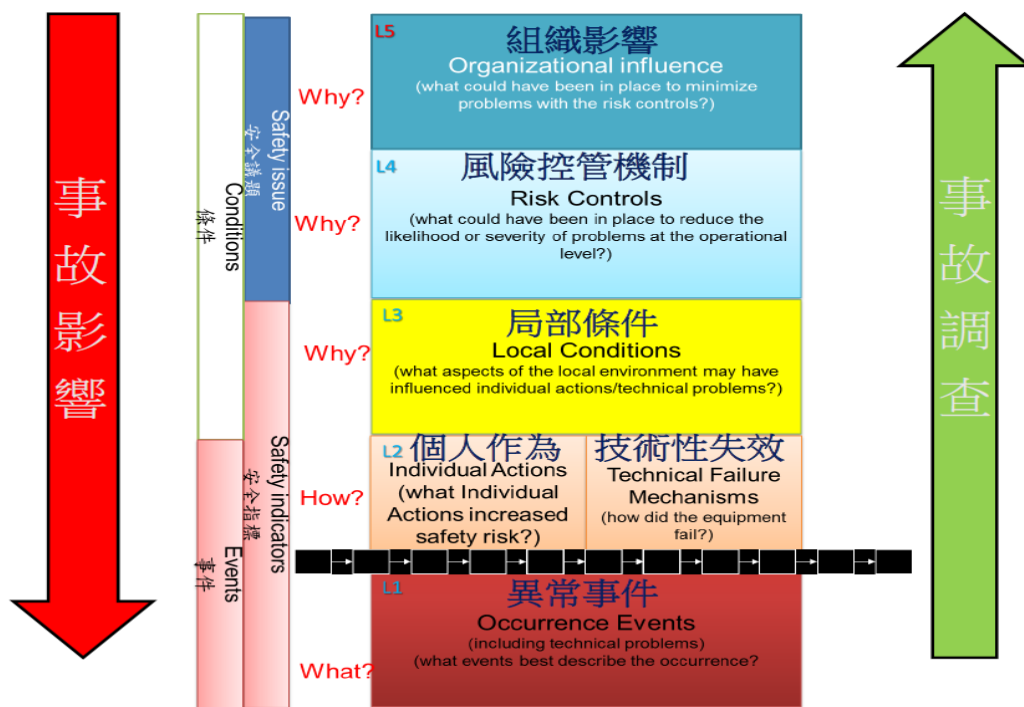 事故影響
Conditions
條件
Events
事件
Safety issue
安全議題
Safety indicators
安全指標
Why?
Why?
Why?
How?
What?
L5
組織影響
Organizational influence
(what could have been in place to minimize
problems with the risk controls?)
L4
風險控管機制
Risk Controls
(what could have been in place to reduce the
likelihood or severity of problems at the operational
level?)
L3
局部條件
Local Conditions
(what aspects of the local environment may have
influenced individual actions/technical problems?)
L2
個人作為
Individual Actions
(what Individual
Actions increased
safety risk?)
技術性失效
Technical Failure
Mechanisms
(how did the equipment
fail?)
L1
異常事件
Occurrence Events
(including technical problems)
(what events best describe the occurrence?
事故調查